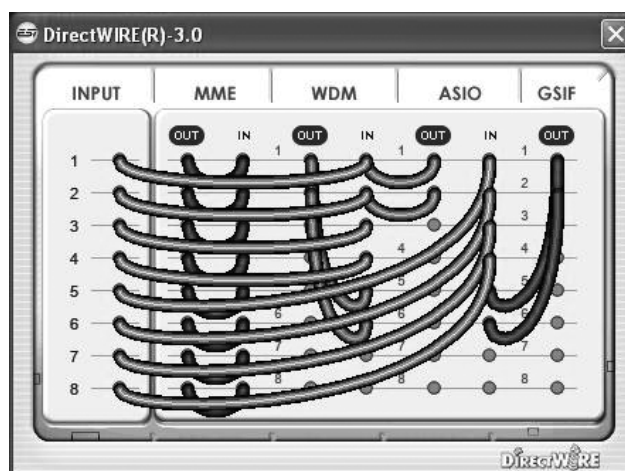 ESI DirectWIRE(R)-3.0
INPUT MME WDM ASIO GSIF
OUT IN OUT IN OUT IN OUT
1 1 1 1
2 2
3 3
4 4
5 5 5
6 6 6
7 7 7 7
8 8 8 8
DIRECTWIRE